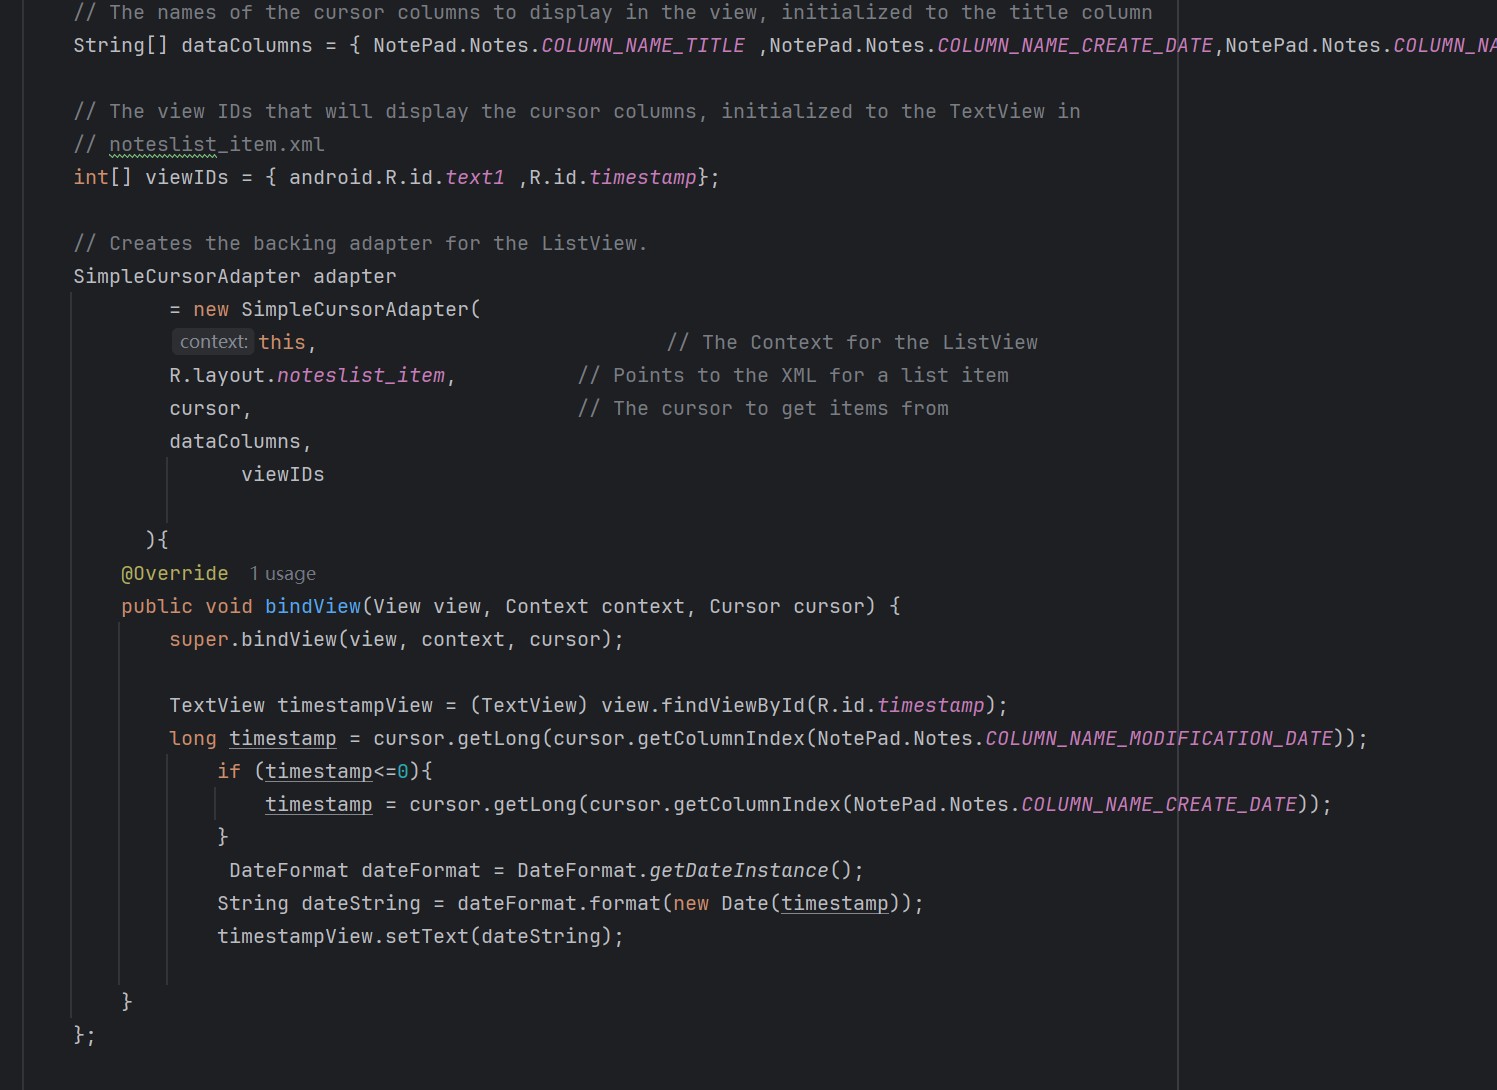 // The names of the cursor columns to display in the view, initialized to the title column
String[] dataColumns = { NotePad.Notes.COLUMN_NAME_TITLE ,NotePad.Notes.COLUMN_NAME_CREATE_DATE,NotePad.Notes.COLUMN_NA
// The view IDs that will display the cursor columns, initialized to the TextView in
// noteslist_item.xml
int[] viewIDs = { android.R.id.text1 ,R.id.timestamp};
// Creates the backing adapter for the ListView.
SimpleCursorAdapter adapter
= new SimpleCursorAdapter(
context: this, // The Context for the ListView
R.layout.noteslist_item, // Points to the XML for a list item
cursor, // The cursor to get items from
dataColumns,
viewIDs
){
@Override 1 usage
public void bindView(View view, Context context, Cursor cursor) {
super.bindView(view, context, cursor);
TextView timestampView = (TextView) view.findViewById(R.id.timestamp);
long timestamp = cursor.getLong(cursor.getColumnIndex(NotePad.Notes.COLUMN_NAME_MODIFICATION_DATE));
if (timestamp<=0){
timestamp = cursor.getLong(cursor.getColumnIndex(NotePad.Notes.COLUMN_NAME_CREATE_DATE));
}
DateFormat dateFormat = DateFormat.getDateInstance();
String dateString = dateFormat.format(new Date(timestamp));
timestampView.setText(dateString);
}
};